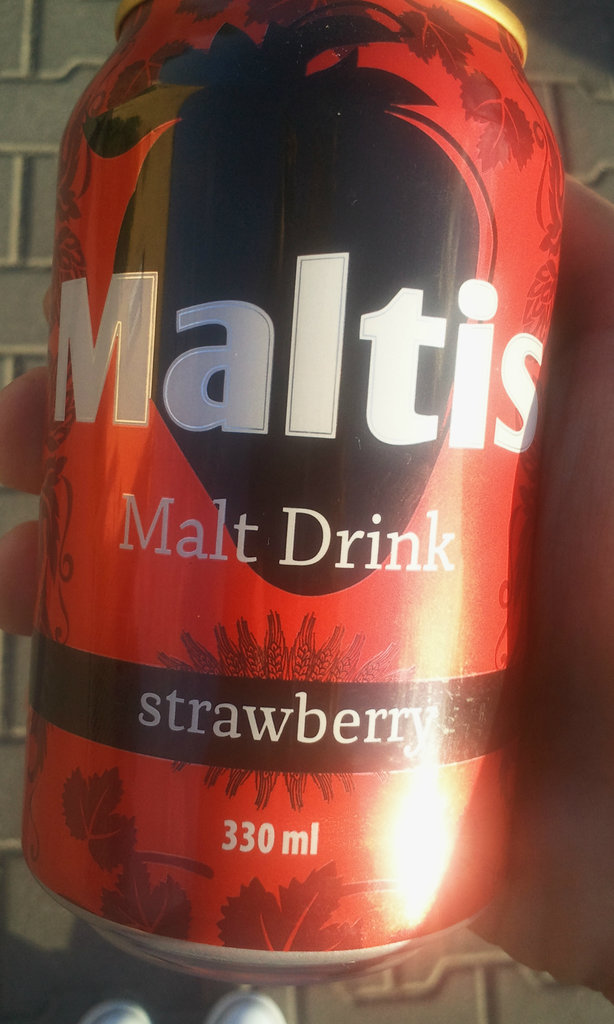 Maltis
Malt Drink
strawberry
330 ml